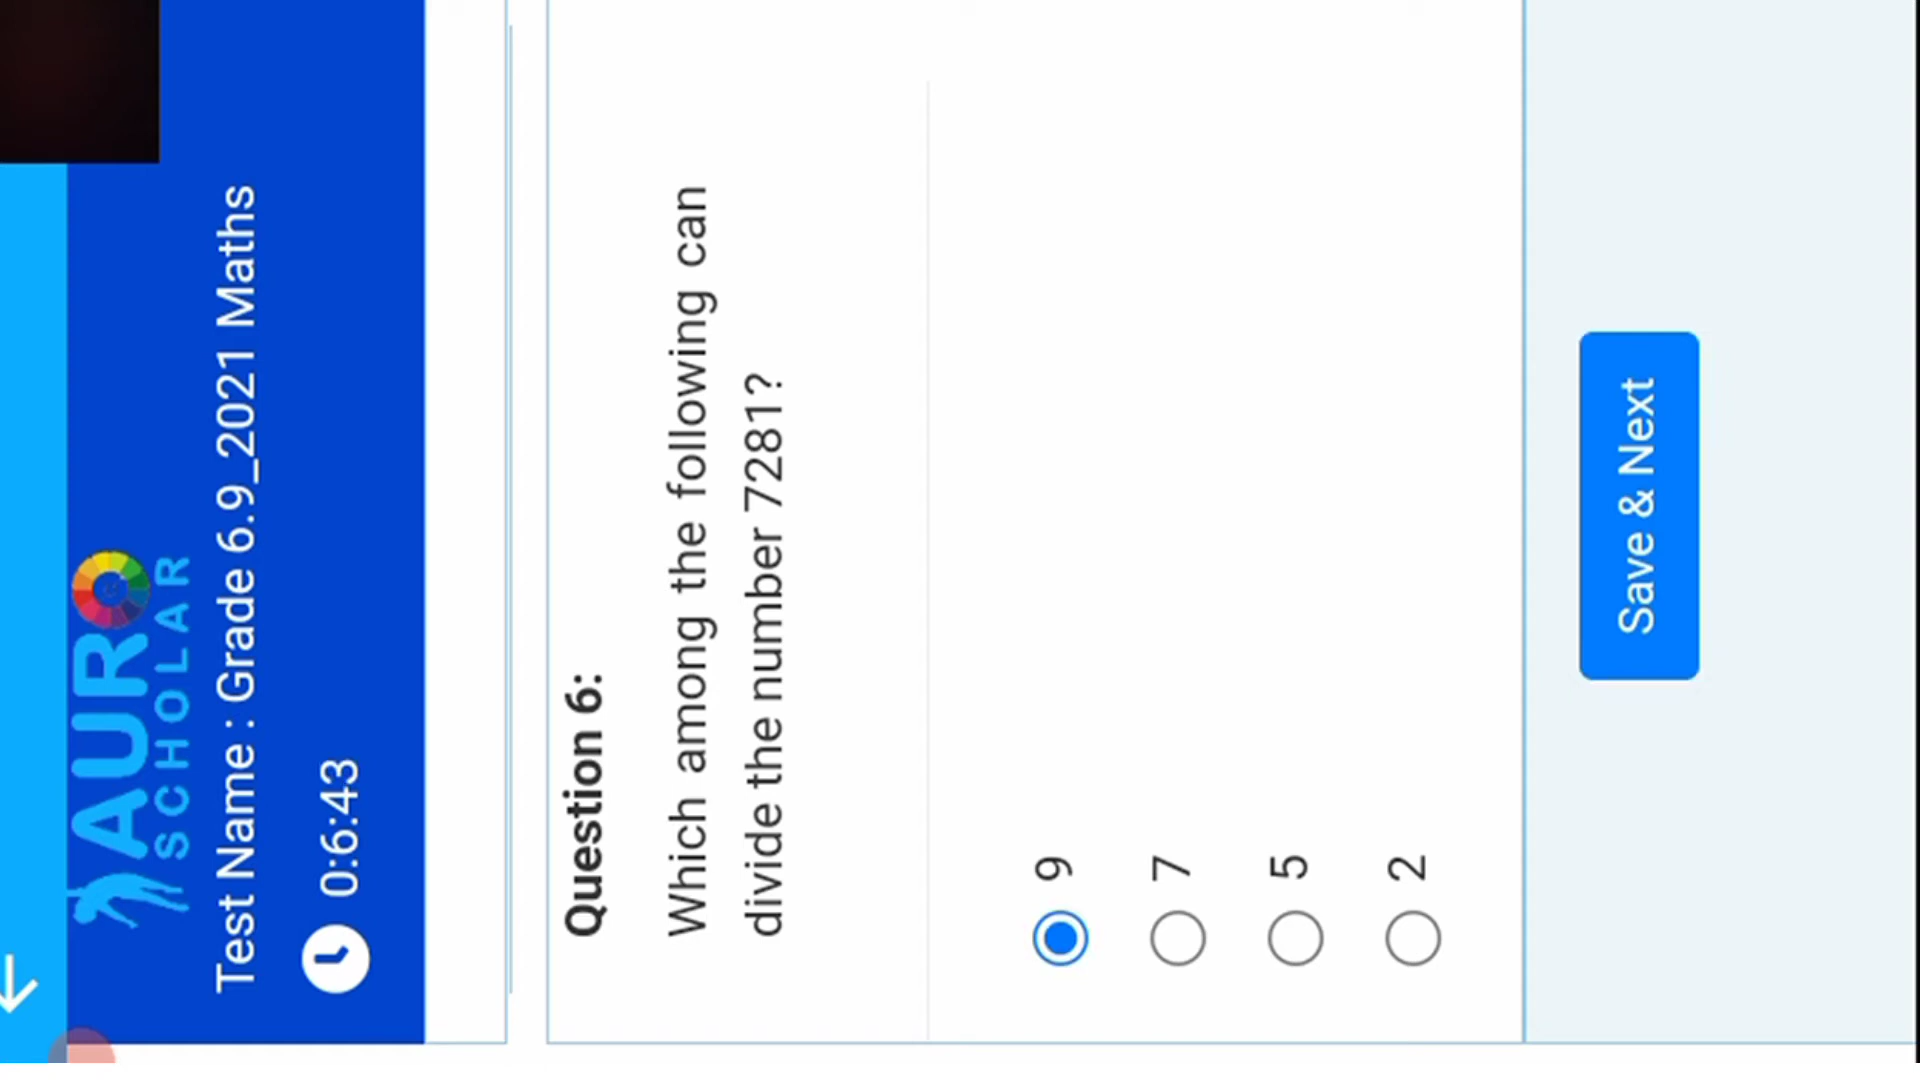 AURO
SCHOLAR
Test Name : Grade 6.9_2021 Maths
0:6:43
Question 6:
Which among the following can
divide the number 7281?
9
7
5
2
Save & Next